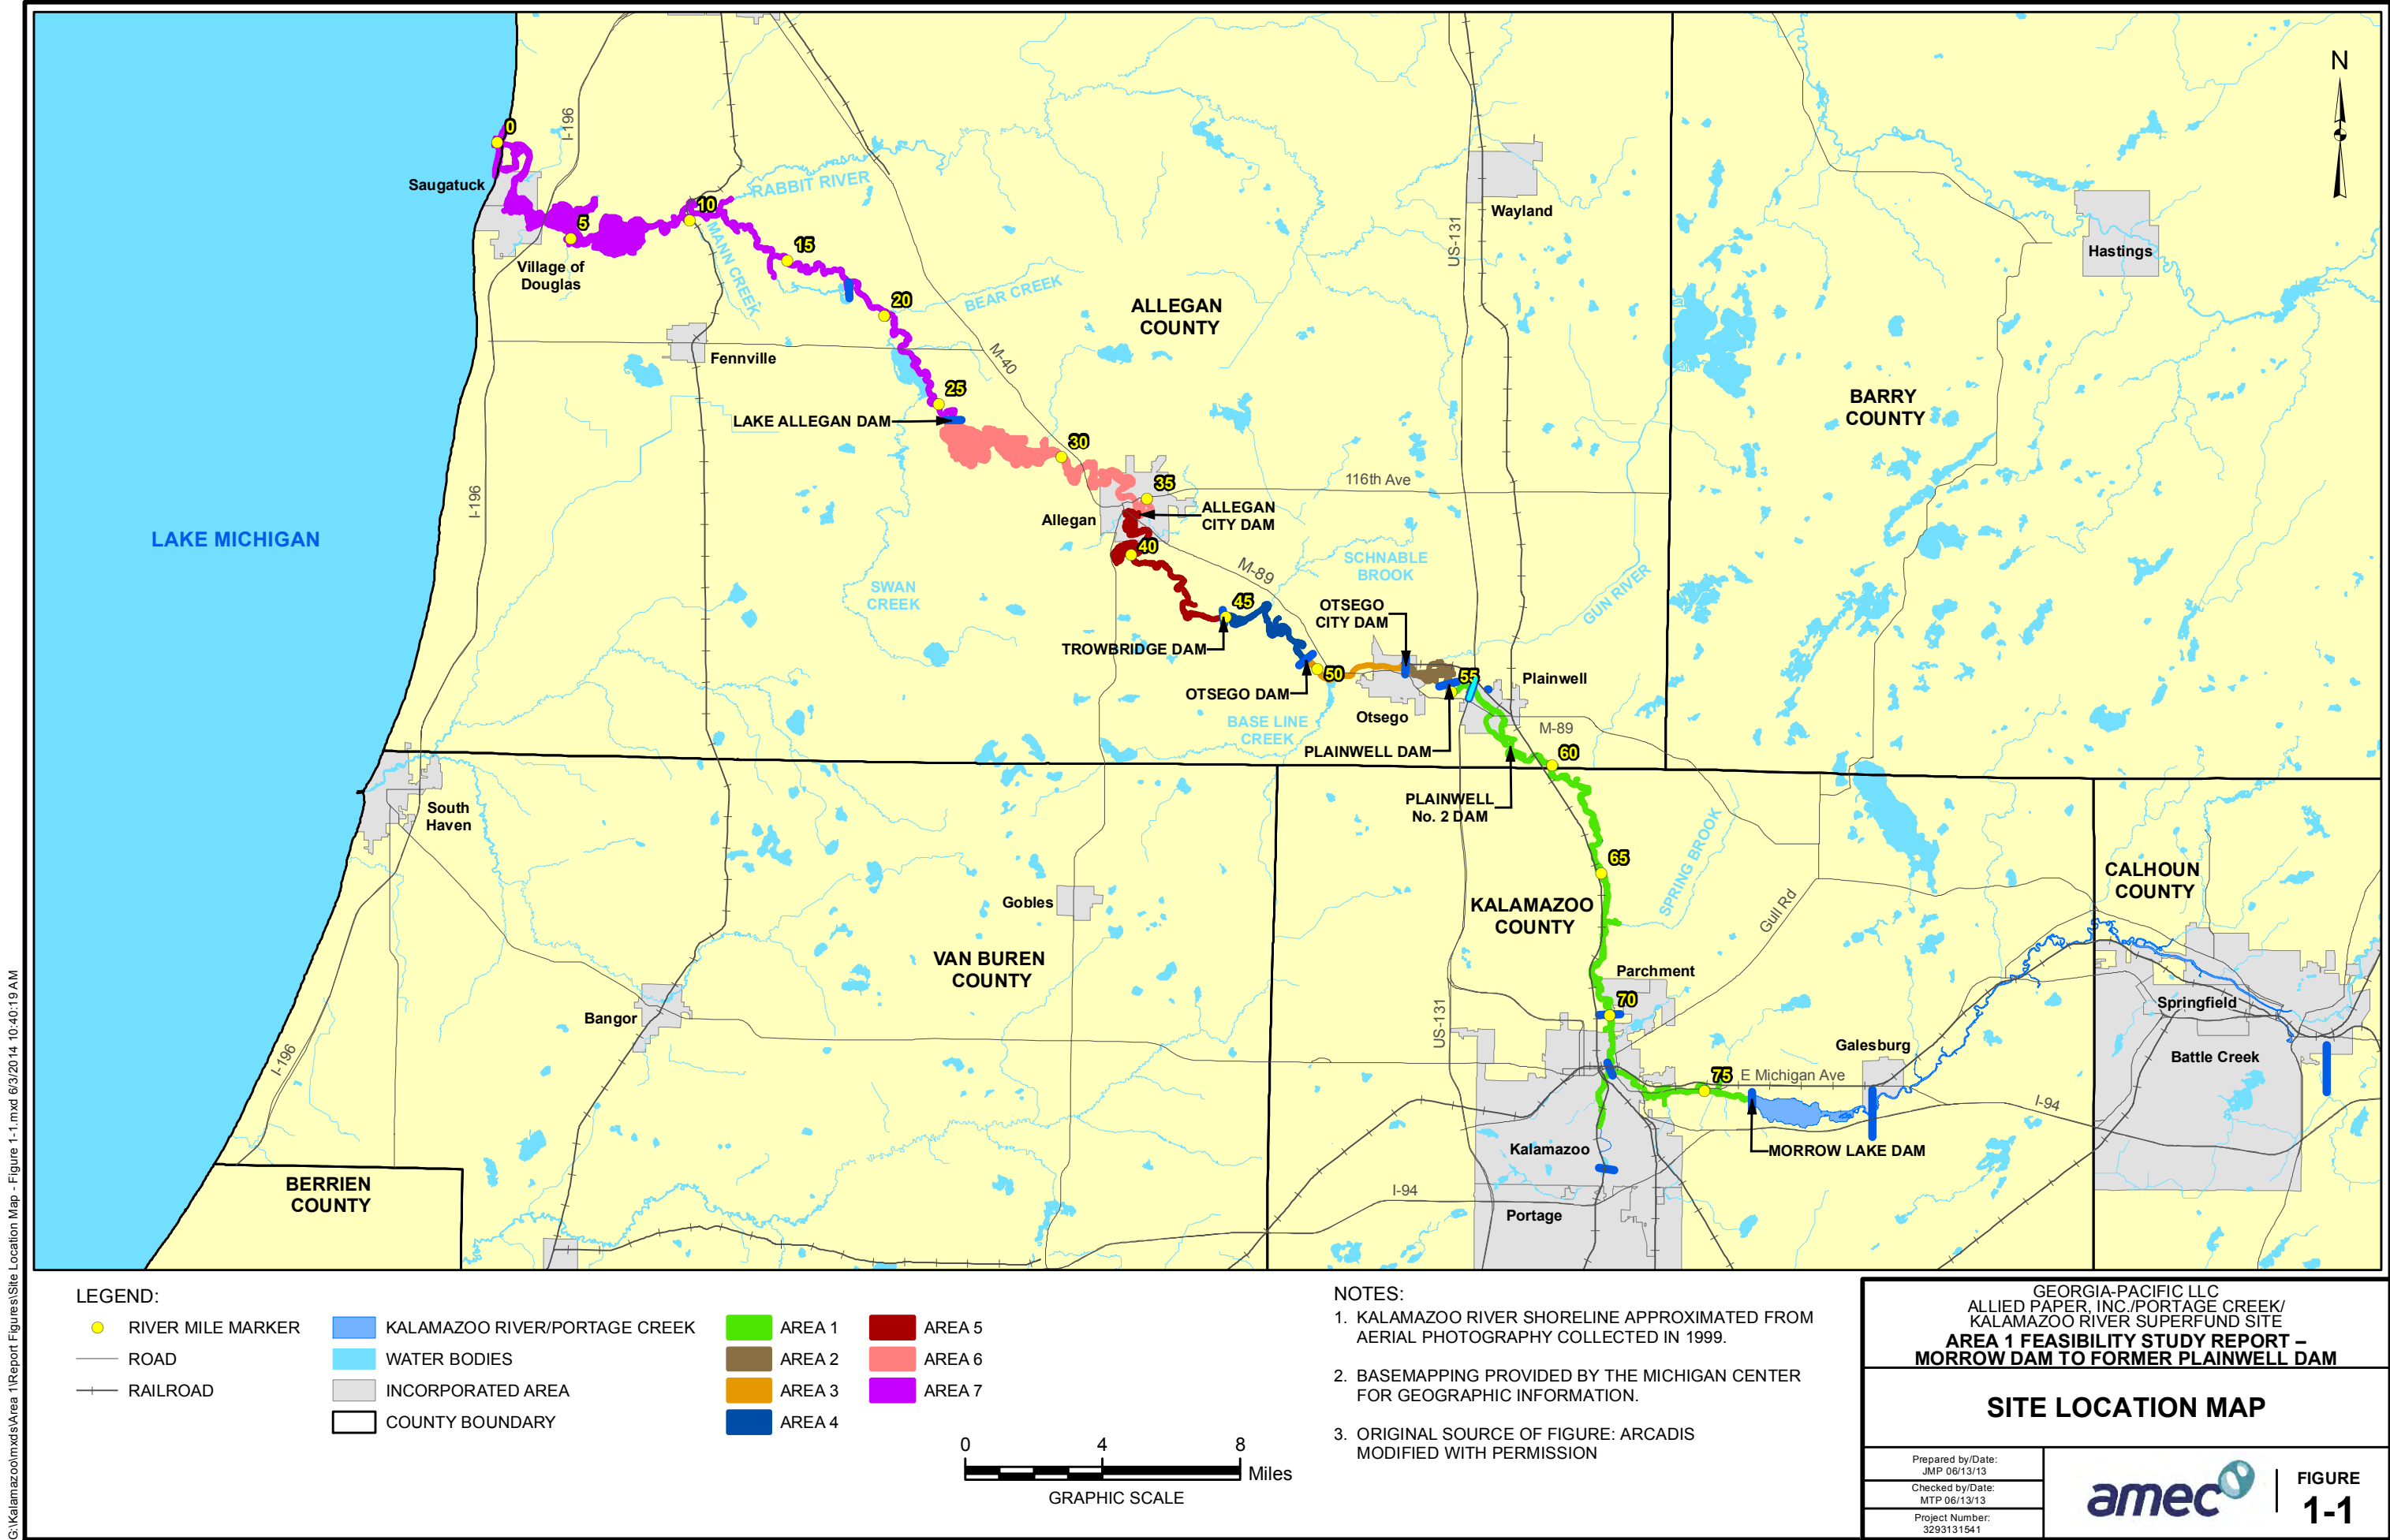 N
0
I-196
Saugatuck
RABBIT RIVER
10
5
MANN CREEK
15
Village of
Douglas
20
BEAR CREEK
ALLEGAN
COUNTY
US-131
Wayland
Hastings
Fennville
M-40
25
LAKE ALLEGAN DAM
30
BARRY
COUNTY
I-196
35
116th Ave
ALLEGAN
CITY DAM
Allegan
LAKE MICHIGAN
40
M-89
SCHNABLE
BROOK
SWAN
CREEK
GUN RIVER
45
OTSEGO
CITY DAM
TROWBRIDGE DAM
50
55
Plainwell
OTSEGO DAM
Otsego
BASE LINE
CREEK
M-89
PLAINWELL DAM
60
PLAINWELL
No. 2 DAM
South
Haven
SPRING BROOK
65
CALHOUN
COUNTY
Gobles
KALAMAZOO
COUNTY
Gull Rd
VAN BUREN
COUNTY
Parchment
70
Bangor
US-131
Springfield
Galesburg
Battle Creek
I-196
75
E Michigan Ave
I-94
Kalamazoo
MORROW LAKE DAM
BERRIEN
COUNTY
I-94
Portage
LEGEND:
RIVER MILE MARKER
ROAD
RAILROAD
KALAMAZOO RIVER/PORTAGE CREEK
WATER BODIES
INCORPORATED AREA
COUNTY BOUNDARY
AREA 1
AREA 2
AREA 3
AREA 4
AREA 5
AREA 6
AREA 7
0 4 8
Miles
GRAPHIC SCALE
NOTES:
1. KALAMAZOO RIVER SHORELINE APPROXIMATED FROM
AERIAL PHOTOGRAPHY COLLECTED IN 1999.
2. BASEMAPPING PROVIDED BY THE MICHIGAN CENTER
FOR GEOGRAPHIC INFORMATION.
3. ORIGINAL SOURCE OF FIGURE: ARCADIS
MODIFIED WITH PERMISSION
GEORGIA-PACIFIC LLC
ALLIED PAPER, INC./PORTAGE CREEK/
KALAMAZOO RIVER SUPERFUND SITE
AREA 1 FEASIBILITY STUDY REPORT –
MORROW DAM TO FORMER PLAINWELL DAM
SITE LOCATION MAP
Prepared by/Date:
JMP 06/13/13
Checked by/Date:
MTP 06/13/13
Project Number:
3293131541
amec
FIGURE
1-1
G:\Kalamazoo\mxds\Area 1\Report Figures\Site Location Map - Figure 1-1.mxd 6/3/2014 10:40:19 AM